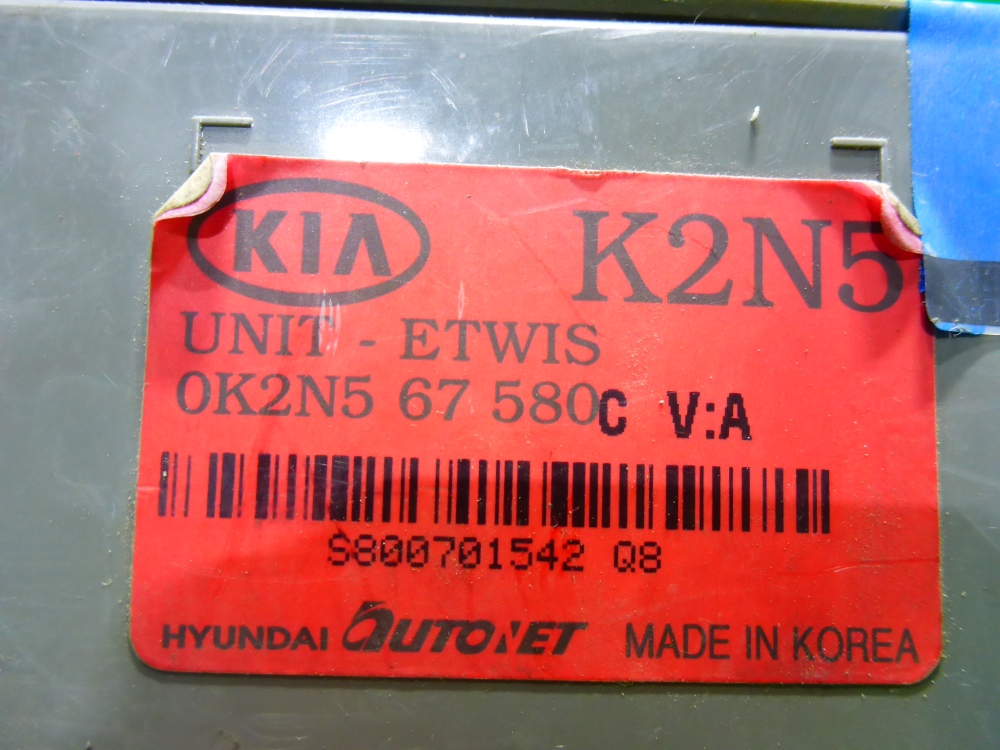 KIA K2N5
UNIT - ETWIS
0K2N5 67 580C V:A
S800701542 Q8
HYUNDAI AUTONET MADE IN KOREA